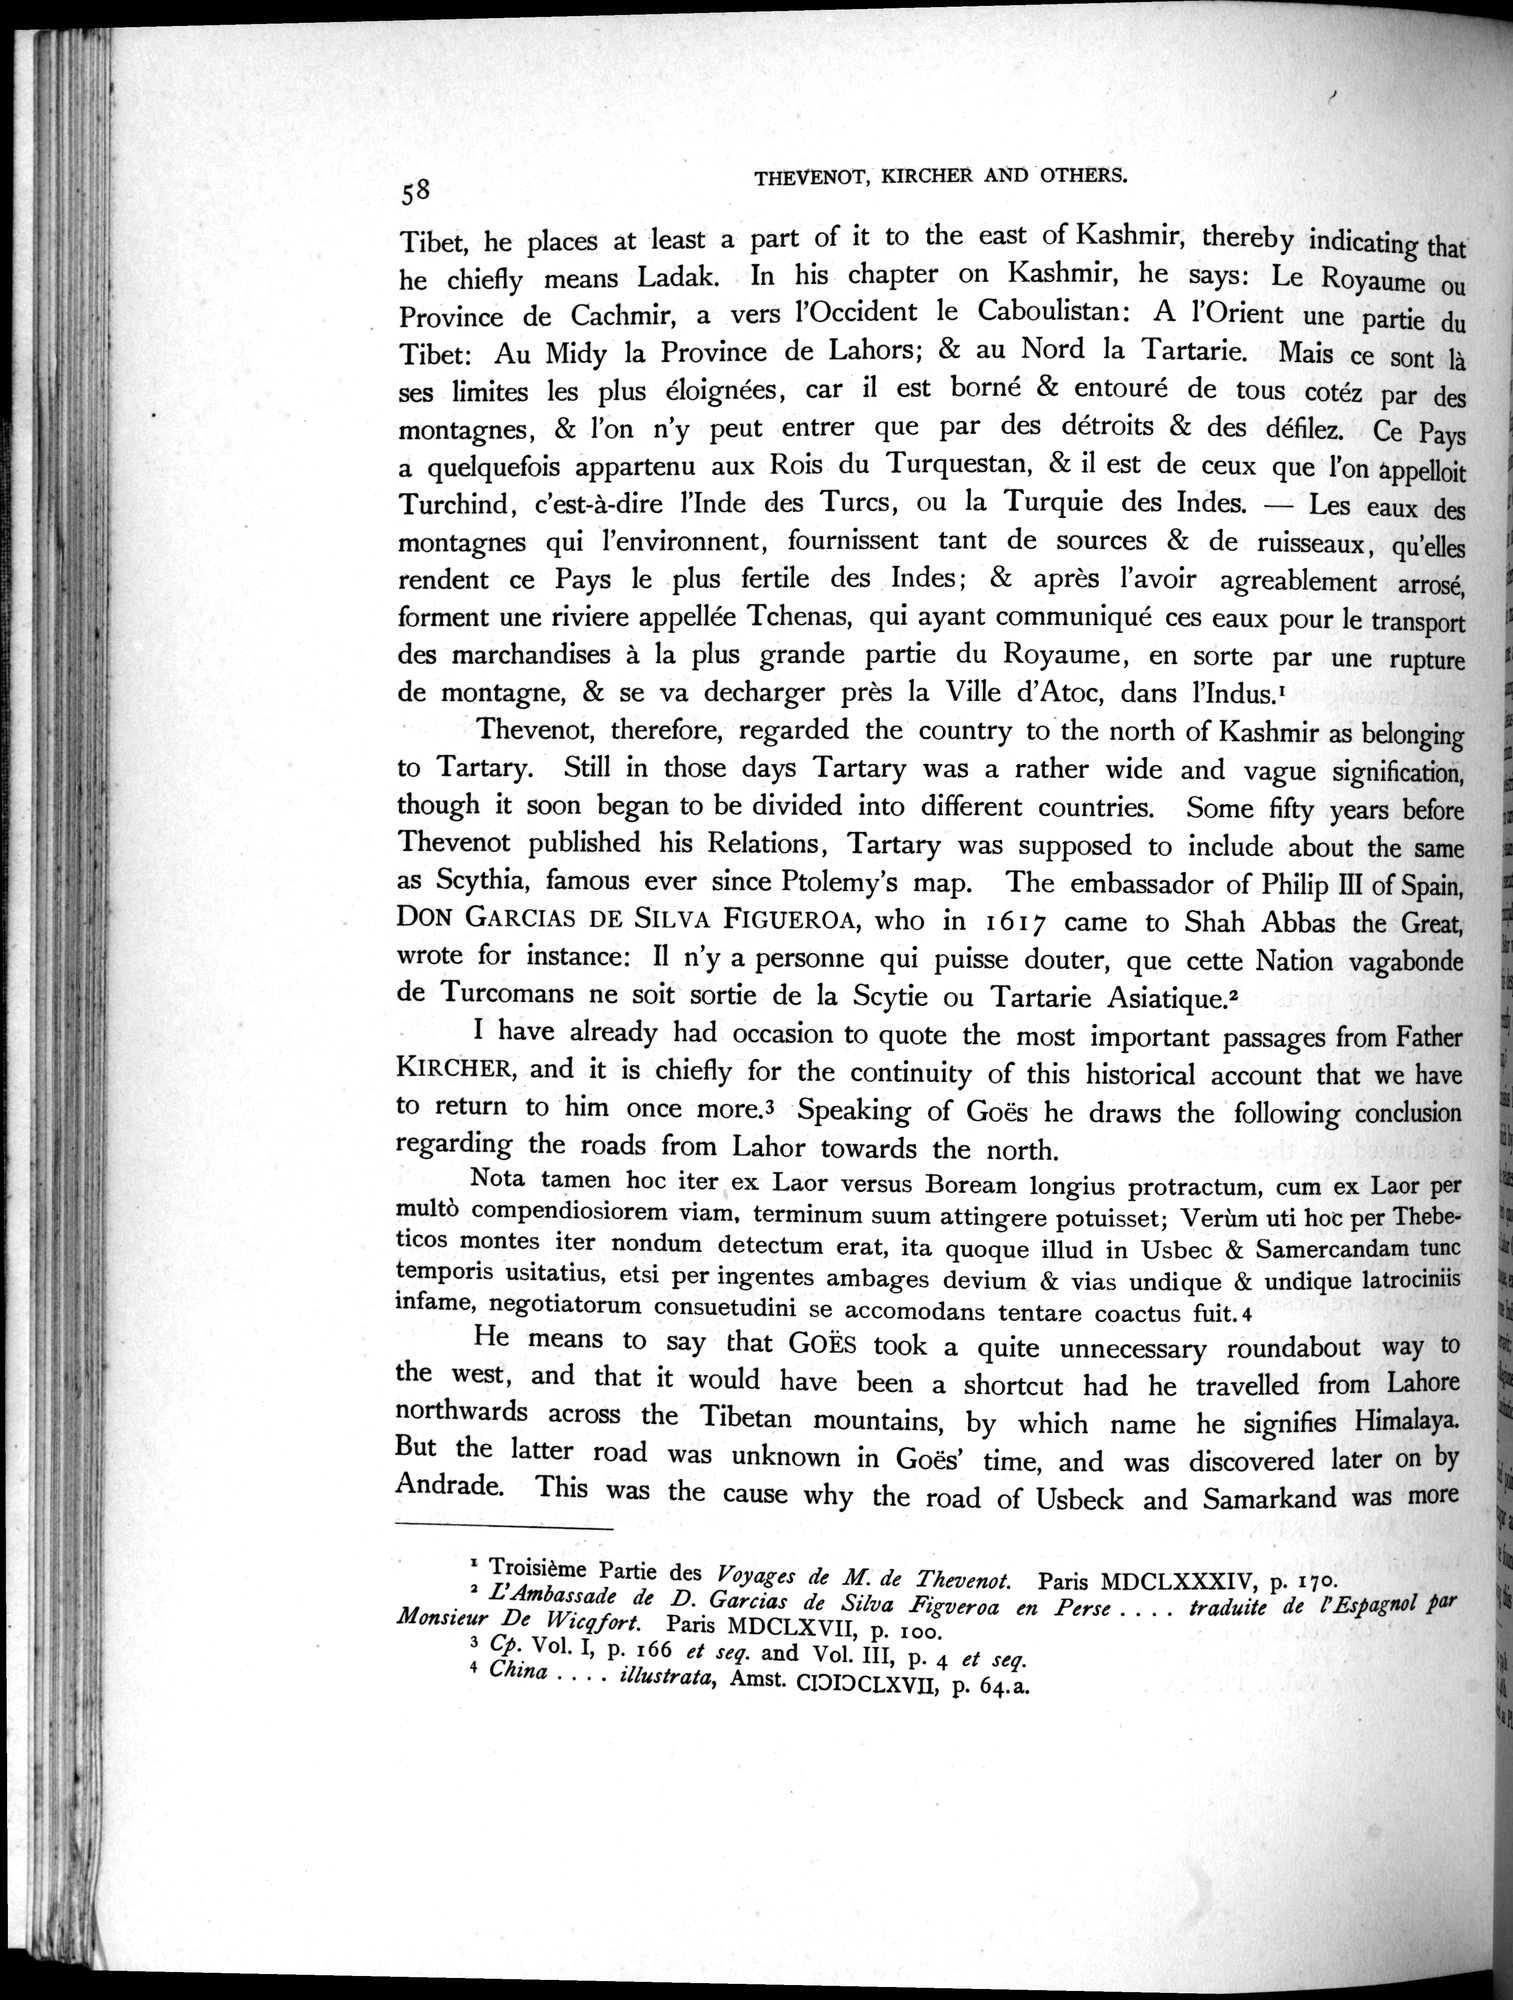 58
THEVENOT, KIRCHER AND OTHERS.
Tibet, he places at least a part of it to the east of Kashmir, thereby indicating that
he chiefly means Ladak. In his chapter on Kashmir, he says: Le Royaume ou
Province de Cachmir, a vers l'Occident le Caboulistan: A l'Orient une partie du
Tibet: Au Midy la Province de Lahors; & au Nord la Tartarie. Mais ce sont là
ses limites les plus éloignées, car il est borné & entouré de tous cotéz par des
montagnes, & l'on n'y peut entrer que par des détroits & des défilez. Ce Pays
a quelquefois appartenu aux Rois du Turquestan, & il est de ceux que l'on appelloit
Turchind, c'est-à-dire l'Inde des Turcs, ou la Turquie des Indes. — Les eaux des
montagnes qui l'environnent, fournissent tant de sources & de ruisseaux, qu'elles
rendent ce Pays le plus fertile des Indes; & après l'avoir agreablement arrosé,
forment une riviere appellée Tchenas, qui ayant communiqué ces eaux pour le transport
des marchandises à la plus grande partie du Royaume, en sorte par une rupture
de montagne, & se va decharger près la Ville d'Atoc, dans l'Indus.¹
Thevenot, therefore, regarded the country to the north of Kashmir as belonging
to Tartary. Still in those days Tartary was a rather wide and vague signification,
though it soon began to be divided into different countries. Some fifty years before
Thevenot published his Relations, Tartary was supposed to include about the same
as Scythia, famous ever since Ptolemy's map. The embassador of Philip III of Spain,
DON GARCIAS DE SILVA FIGUEROA, who in 1617 came to Shah Abbas the Great,
wrote for instance: Il n'y a personne qui puisse douter, que cette Nation vagabonde
de Turcomans ne soit sortie de la Scytie ou Tartarie Asiatique.²
I have already had occasion to quote the most important passages from Father
KIRCHER, and it is chiefly for the continuity of this historical account that we have
to return to him once more.³ Speaking of Goës he draws the following conclusion
regarding the roads from Lahor towards the north.
Nota tamen hoc iter ex Laor versus Boream longius protractum, cum ex Laor per
multò compendiosiorem viam, terminum suum attingere potuisset; Verùm uti hoc per Thebe-
ticos montes iter nondum detectum erat, ita quoque illud in Usbec & Samercandam tunc
temporis usitatius, etsi per ingentes ambages devium & vias undique & undique latrociniis
infame, negotiatorum consuetudini se accomodans tentare coactus fuit.⁴
He means to say that GOËS took a quite unnecessary roundabout way to
the west, and that it would have been a shortcut had he travelled from Lahore
northwards across the Tibetan mountains, by which name he signifies Himalaya.
But the latter road was unknown in Goës' time, and was discovered later on by
Andrade. This was the cause why the road of Usbeck and Samarkand was more
¹ Troisième Partie des Voyages de M. de Thevenot. Paris MDCLXXXIV, p. 170.
² L'Ambassade de D. Garcias de Silva Figveroa en Perse .... traduite de l'Espagnol par
Monsieur De Wicqfort. Paris MDCLXVII, p. 100.
³ Cp. Vol. I, p. 166 et seq. and Vol. III, p. 4 et seq.
⁴ China .... illustrata, Amst. CIƆIƆCLXVII, p. 64.a.